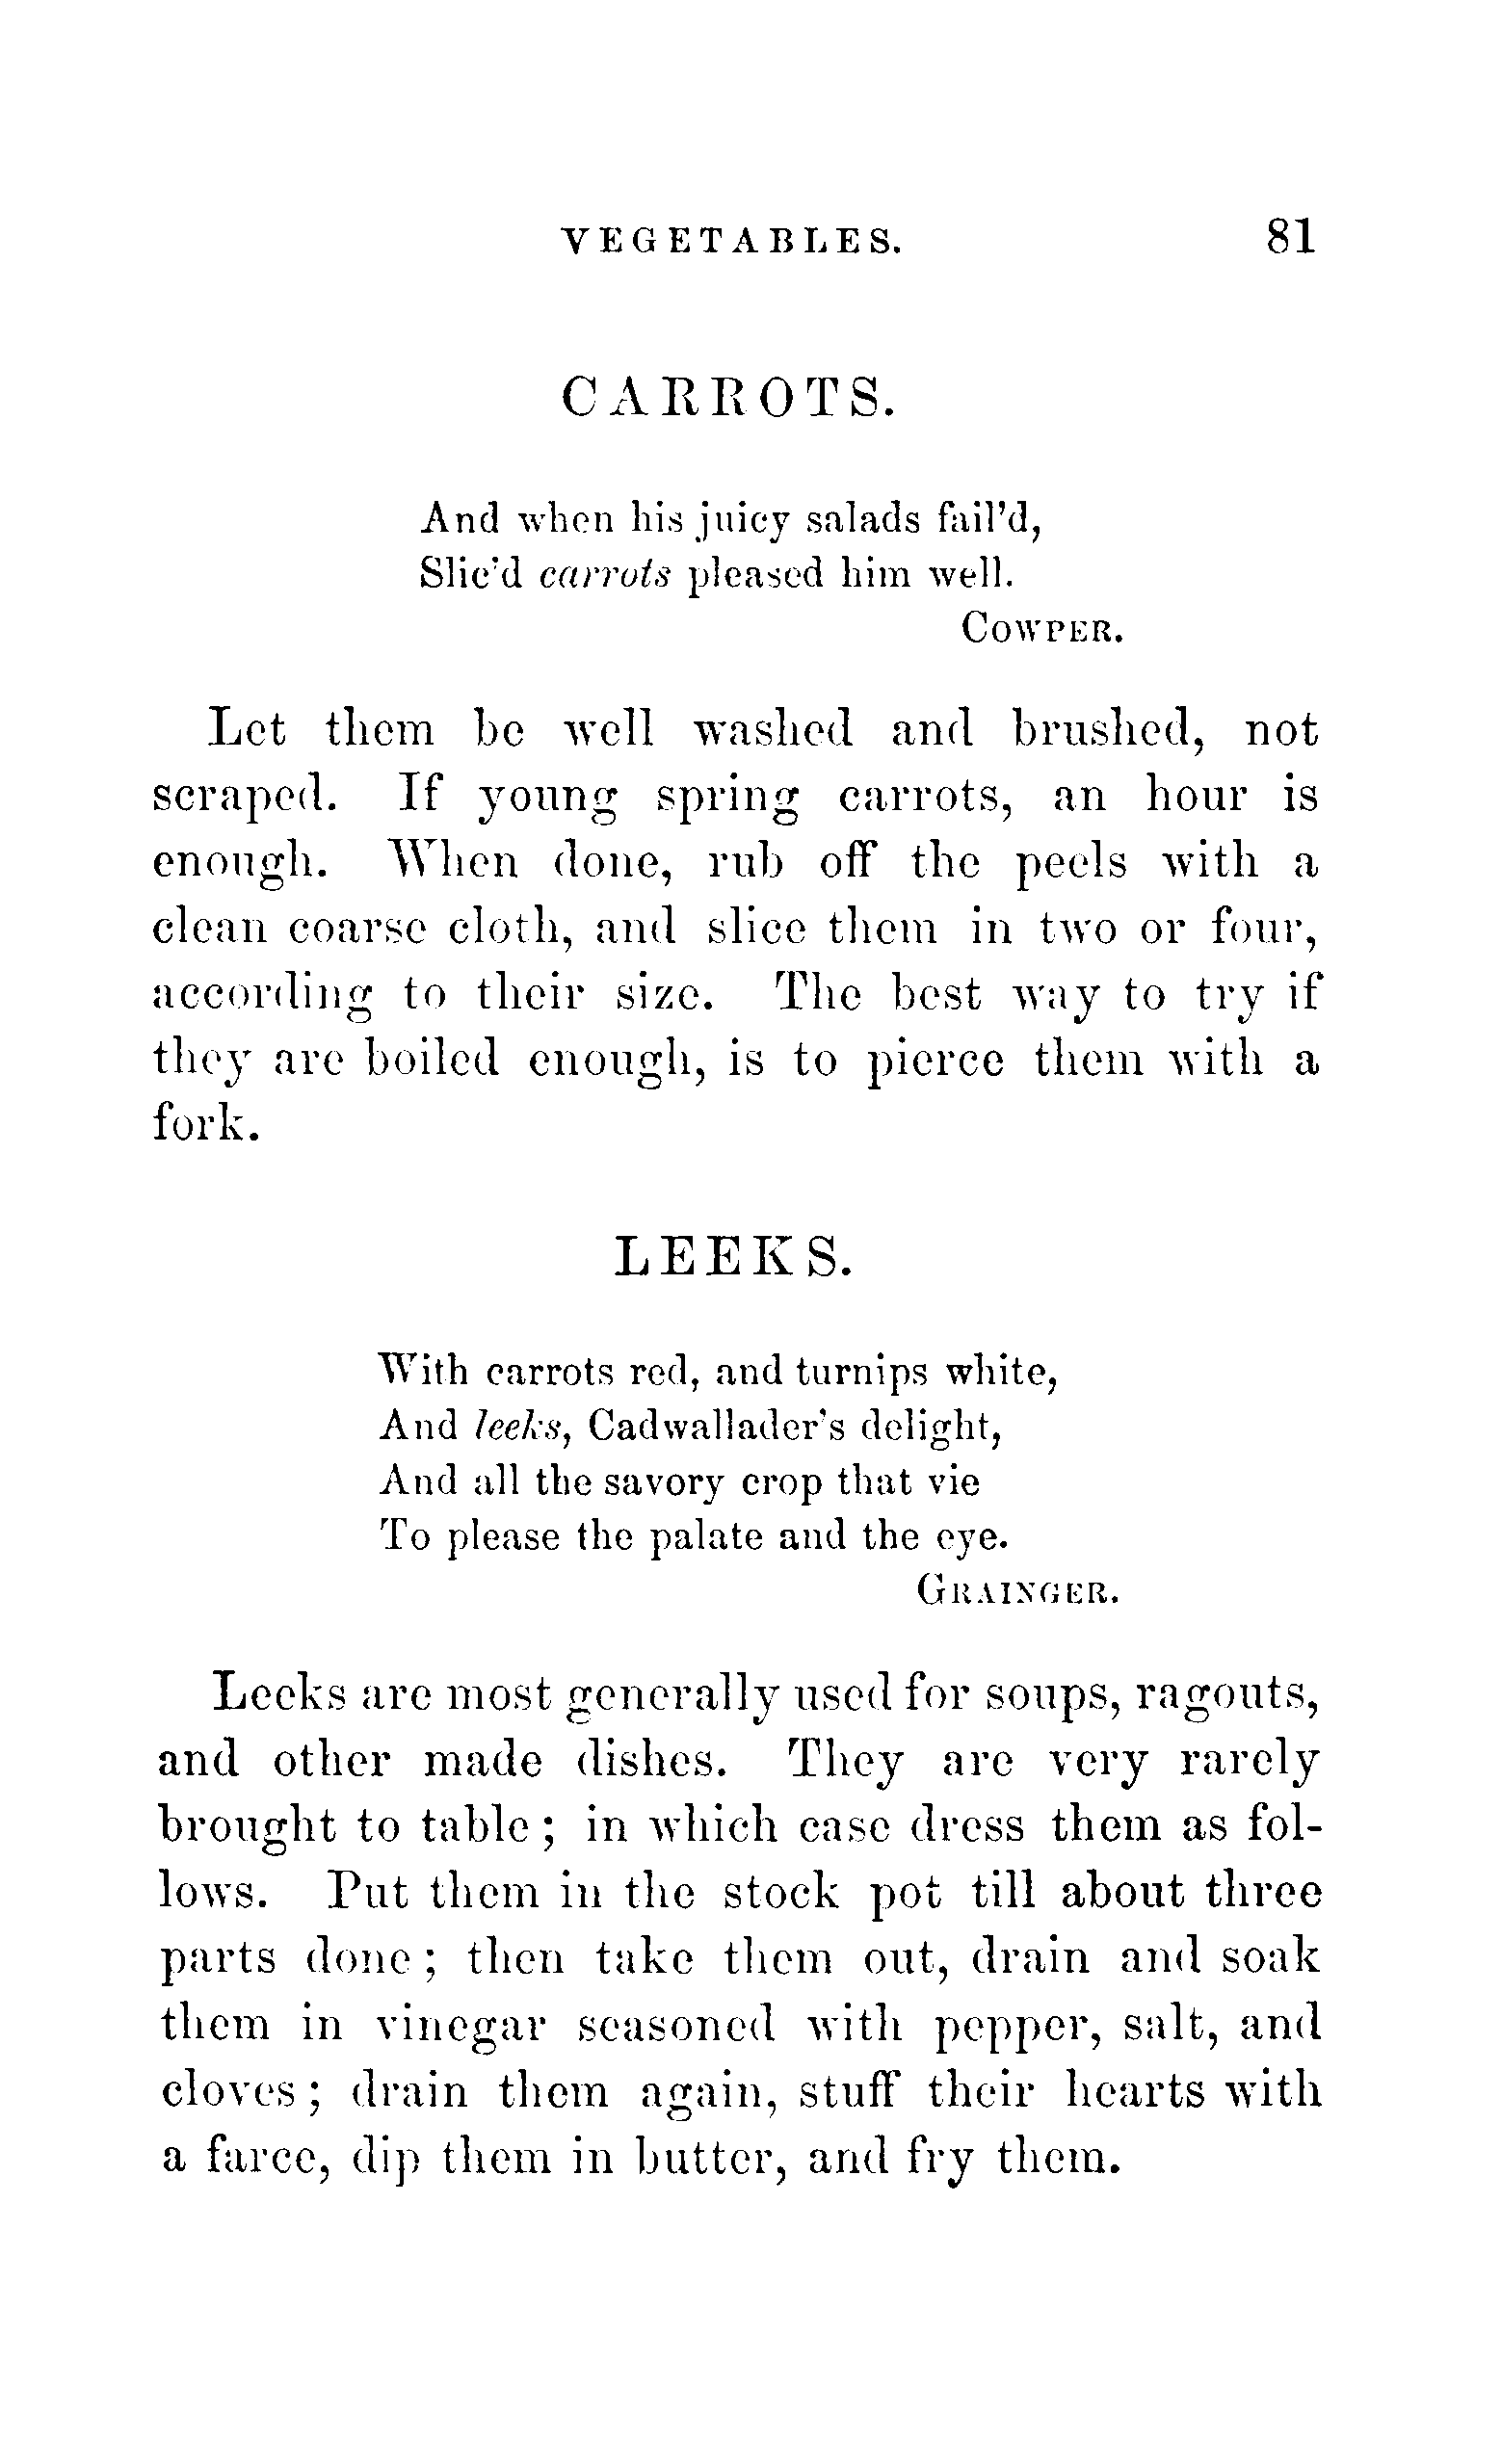 VEGETABLES. 81
CARROTS.
And when his juicy salads fail'd,
Slic'd carrots pleased him well.
COWPER.
Let them be well washed and brushed, not
scraped. If young spring carrots, an hour is
enough. When done, rub off the peels with a
clean coarse cloth, and slice them in two or four,
according to their size. The best way to try if
they are boiled enough, is to pierce them with a
fork.
LEEKS.
With carrots red, and turnips white,
And leeks, Cadwallader's delight,
And all the savory crop that vie
To please the palate and the eye.
GRAINGER.
Leeks are most generally used for soups, ragouts,
and other made dishes. They are very rarely
brought to table; in which case dress them as fol-
lows. Put them in the stock pot till about three
parts done; then take them out, drain and soak
them in vinegar seasoned with pepper, salt, and
cloves; drain them again, stuff their hearts with
a farce, dip them in butter, and fry them.